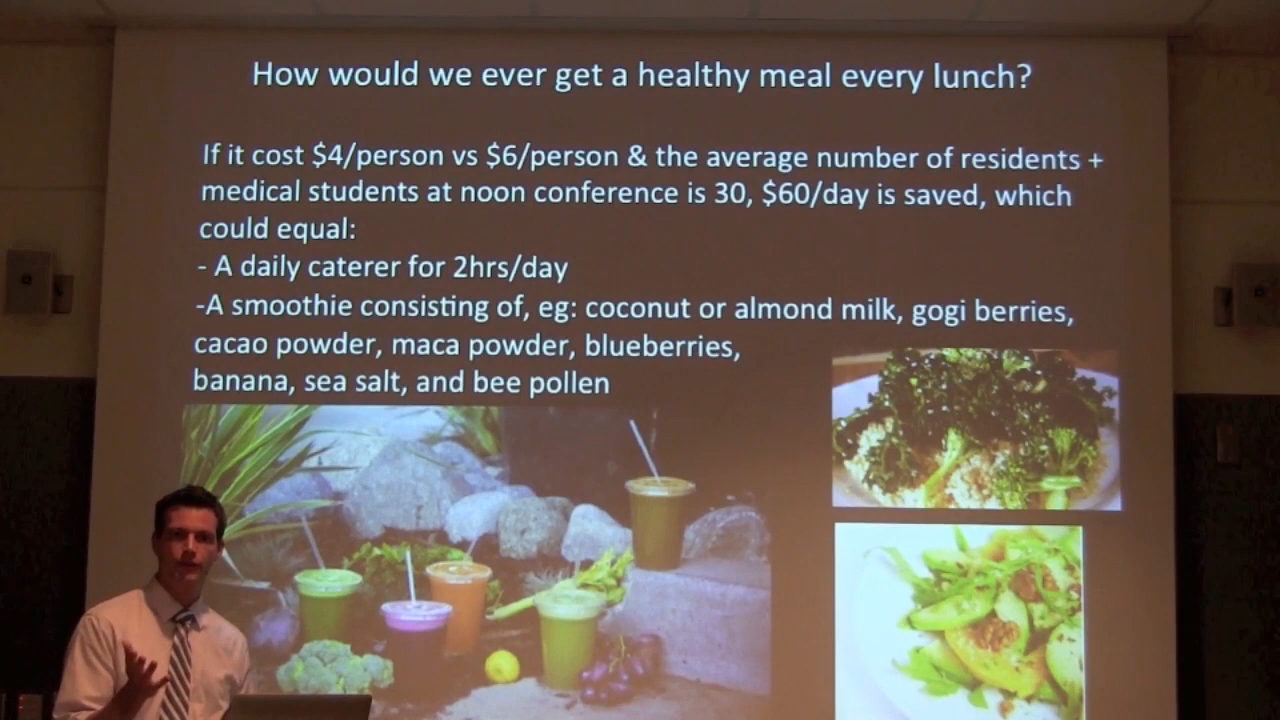 How would we ever get a healthy meal every lunch?
If it cost $4/person vs $6/person & the average number of residents +
medical students at noon conference is 30, $60/day is saved, which
could equal:
- A daily caterer for 2hrs/day
-A smoothie consisting of, eg: coconut or almond milk, gogi berries,
cacao powder, maca powder, blueberries,
banana, sea salt, and bee pollen